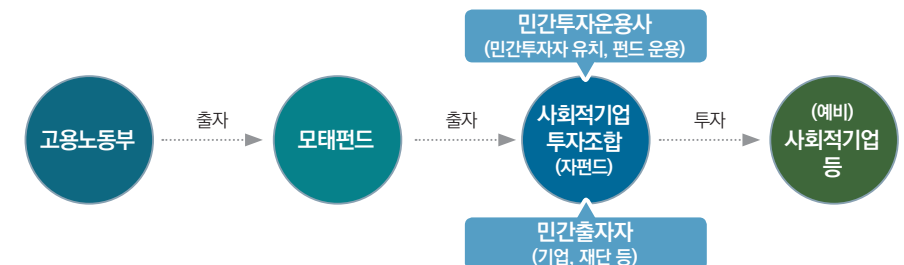 민간투자운용사
(민간투자자 유치, 펀드 운용)
고용노동부
출자
모태펀드
출자
사회적기업
투자조합
(자펀드)
투자
(예비)
사회적기업
등
민간출자자
(기업, 재단 등)